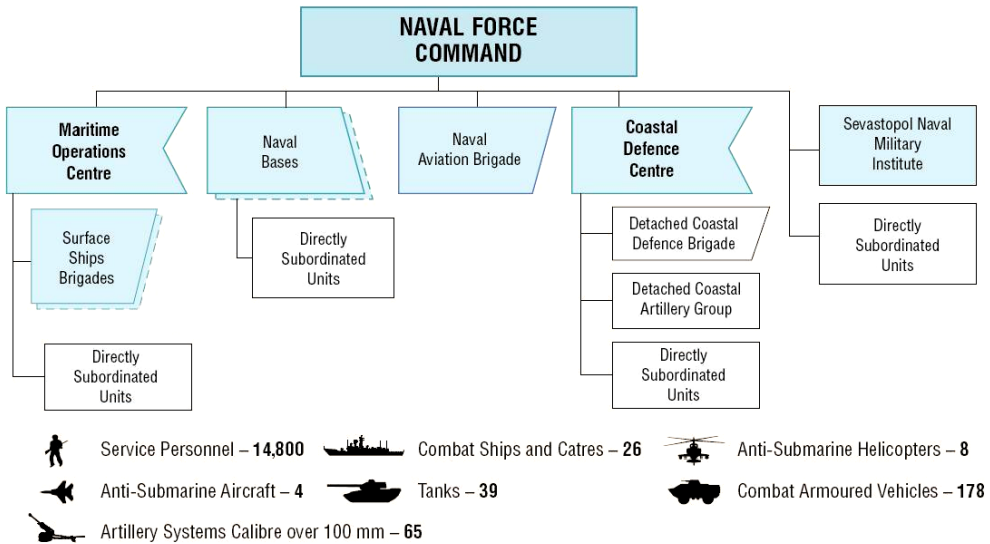 NAVAL FORCE
COMMAND
Maritime
Operations
Centre
Naval
Bases
Naval
Aviation Brigade
Coastal
Defence
Centre
Sevastopol Naval
Military
Institute
Surface
Ships
Brigades
Directly
Subordinated
Units
Directly
Subordinated
Units
Detached Coastal
Defence Brigade
Detached Coastal
Artillery Group
Directly
Subordinated
Units
Directly
Subordinated
Units
Service Personnel – 14,800
Combat Ships and Catres – 26
Anti-Submarine Helicopters – 8
Anti-Submarine Aircraft – 4
Tanks – 39
Combat Armoured Vehicles – 178
Artillery Systems Calibre over 100 mm – 65